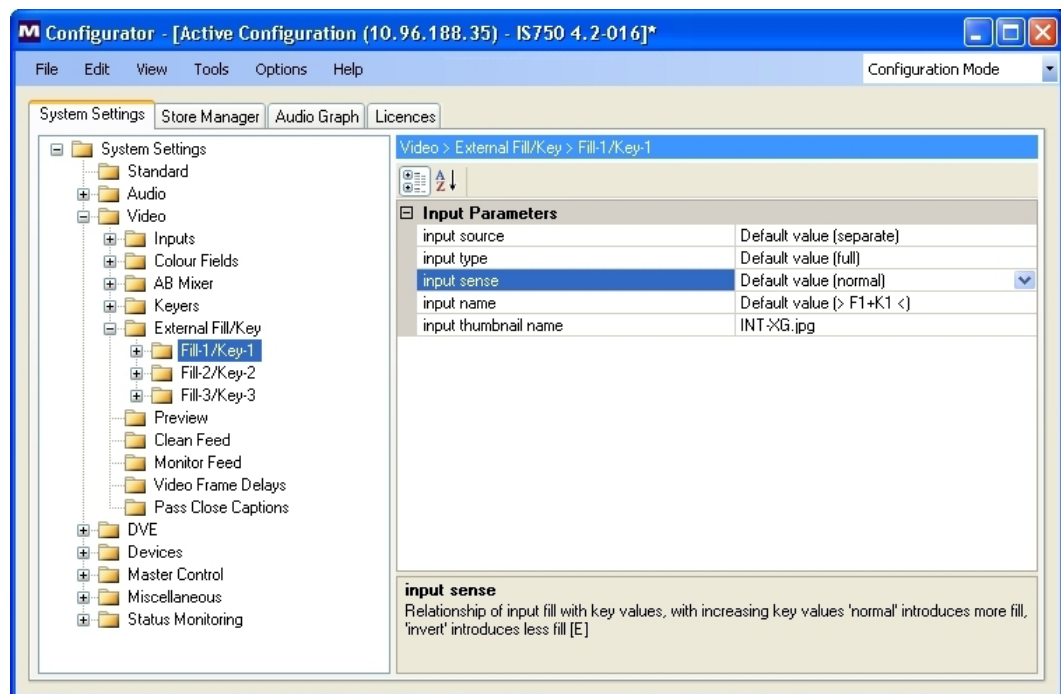 M Configurator - [Active Configuration (10.96.188.35) - IS750 4.2-016]*
File Edit View Tools Options Help Configuration Mode
System Settings Store Manager Audio Graph Licences
System Settings
Standard
Audio
Video
Inputs
Colour Fields
AB Mixer
Keyers
External Fill/Key
Fill-1/Key-1
Fill-2/Key-2
Fill-3/Key-3
Preview
Clean Feed
Monitor Feed
Video Frame Delays
Pass Close Captions
DVE
Devices
Master Control
Miscellaneous
Status Monitoring
Video > External Fill/Key > Fill-1/Key-1
A
Z
Input Parameters
input source Default value (separate)
input type Default value (full)
input sense Default value (normal)
input name Default value (> F1+K1 <)
input thumbnail name INT-XG.jpg
input sense
Relationship of input fill with key values, with increasing key values 'normal' introduces more fill,
'invert' introduces less fill [E]